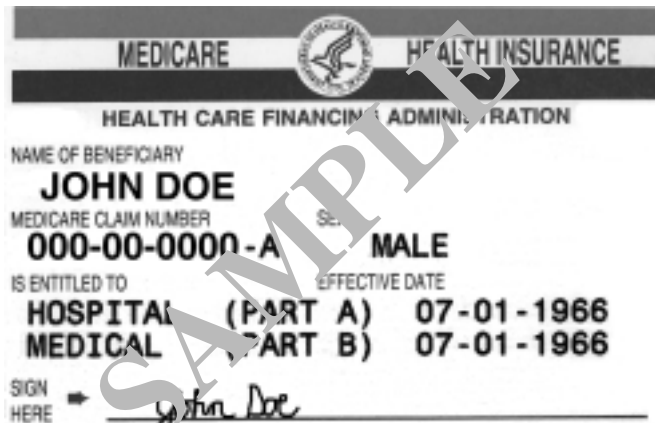 MEDICARE HEALTH INSURANCE
HEALTH CARE FINANCING ADMINISTRATION
NAME OF BENEFICIARY
JOHN DOE
MEDICARE CLAIM NUMBER SEX
000-00-0000-A MALE
IS ENTITLED TO EFFECTIVE DATE
HOSPITAL (PART A) 07-01-1966
MEDICAL (PART B) 07-01-1966
SIGN
HERE John Doe
SAMPLE